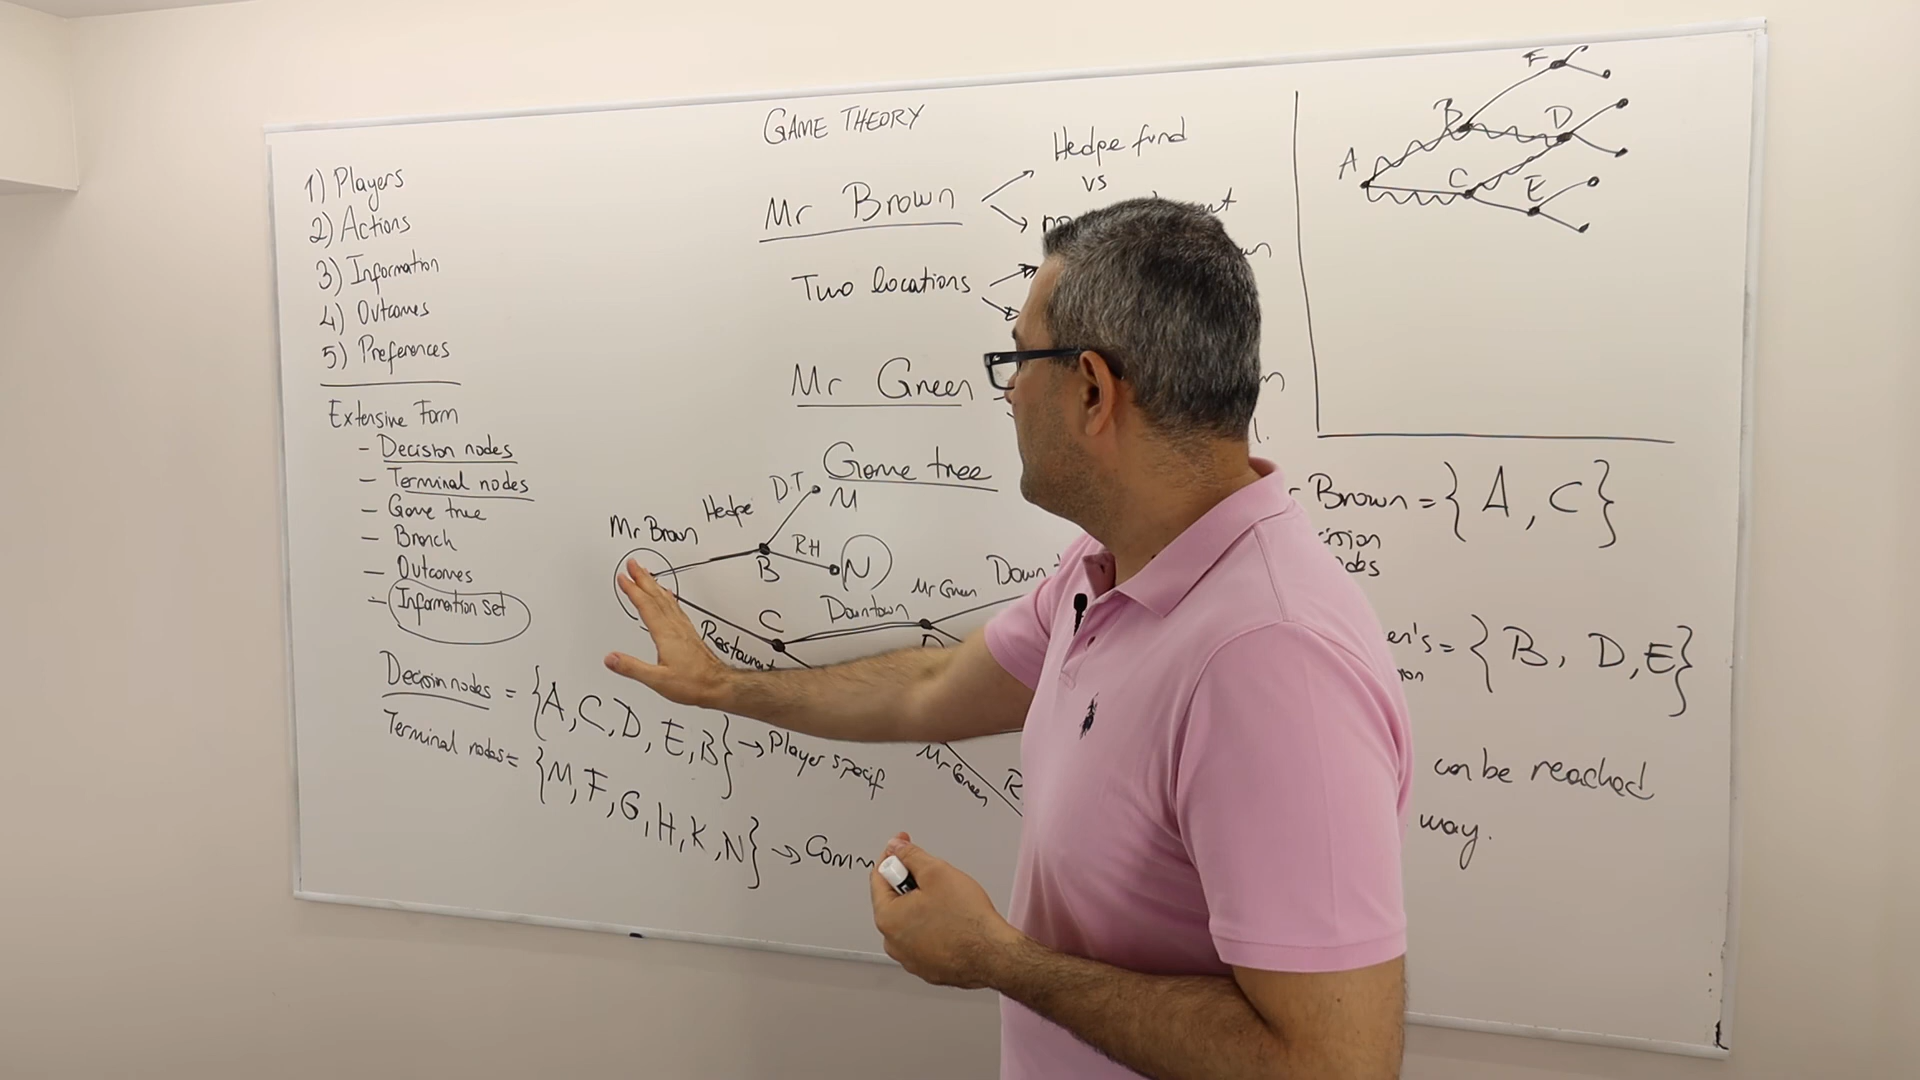 GAME THEORY
1) Players
2) Actions
3) Information
4) Outcomes
5) Preferences
Extensive Form
- Decision nodes
- Terminal nodes
- Game tree
- Branch
- Outcomes
- Information set
Decision nodes = {A, C, D, E, B} → Player specif
Terminal nodes = {M, F, G, H, K, N} →
Mr Brown
Hedge fund
vs
Two locations
Mr Green
Game tree
Mr Brown
Hedge
D.T
M
B
RH
N
Restaurant
C
Downtown
Mr Green
D
Down
Mr Green
R
F
B
D
A
C
E
Brown = {A, C}
= {B, D, E}
can be reached
way.